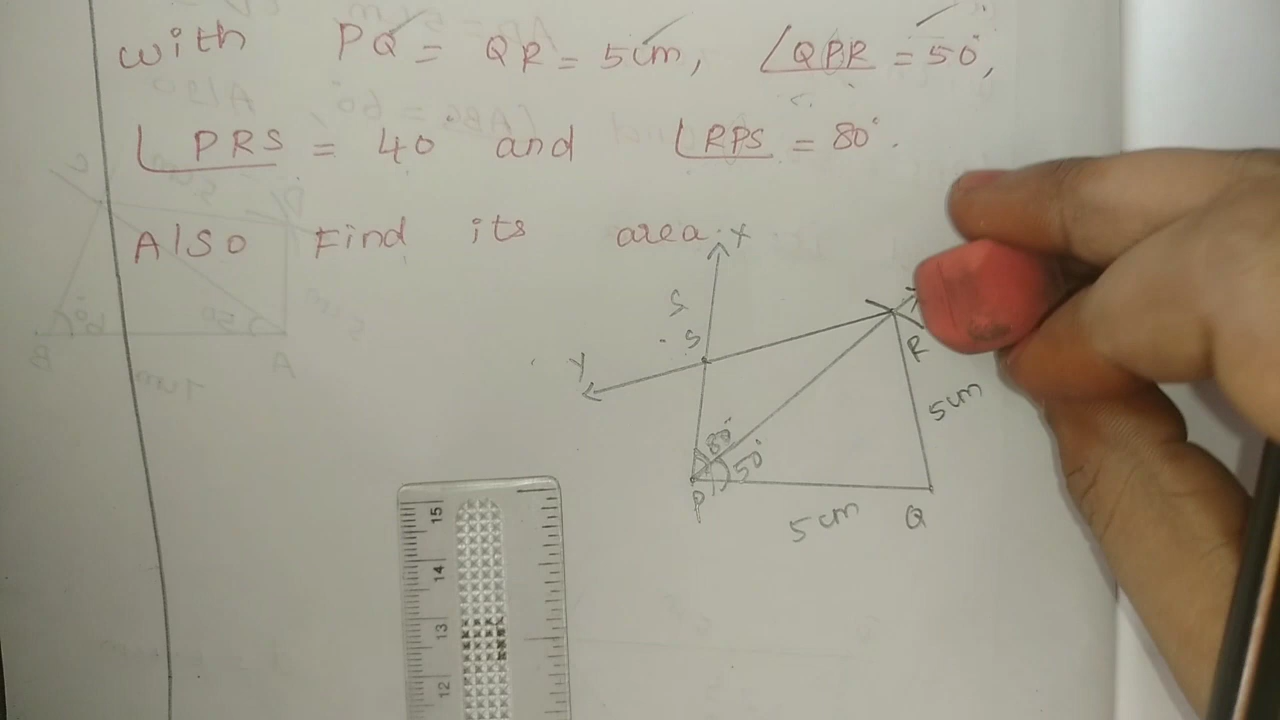 with PQ = QR = 5cm, ∠QPR = 50°,
∠PRS = 40° and ∠RPS = 80°.
Also Find its area.
X
S
S
Y
R
5cm
80°
50°
P
5cm
Q
15
14
13
12